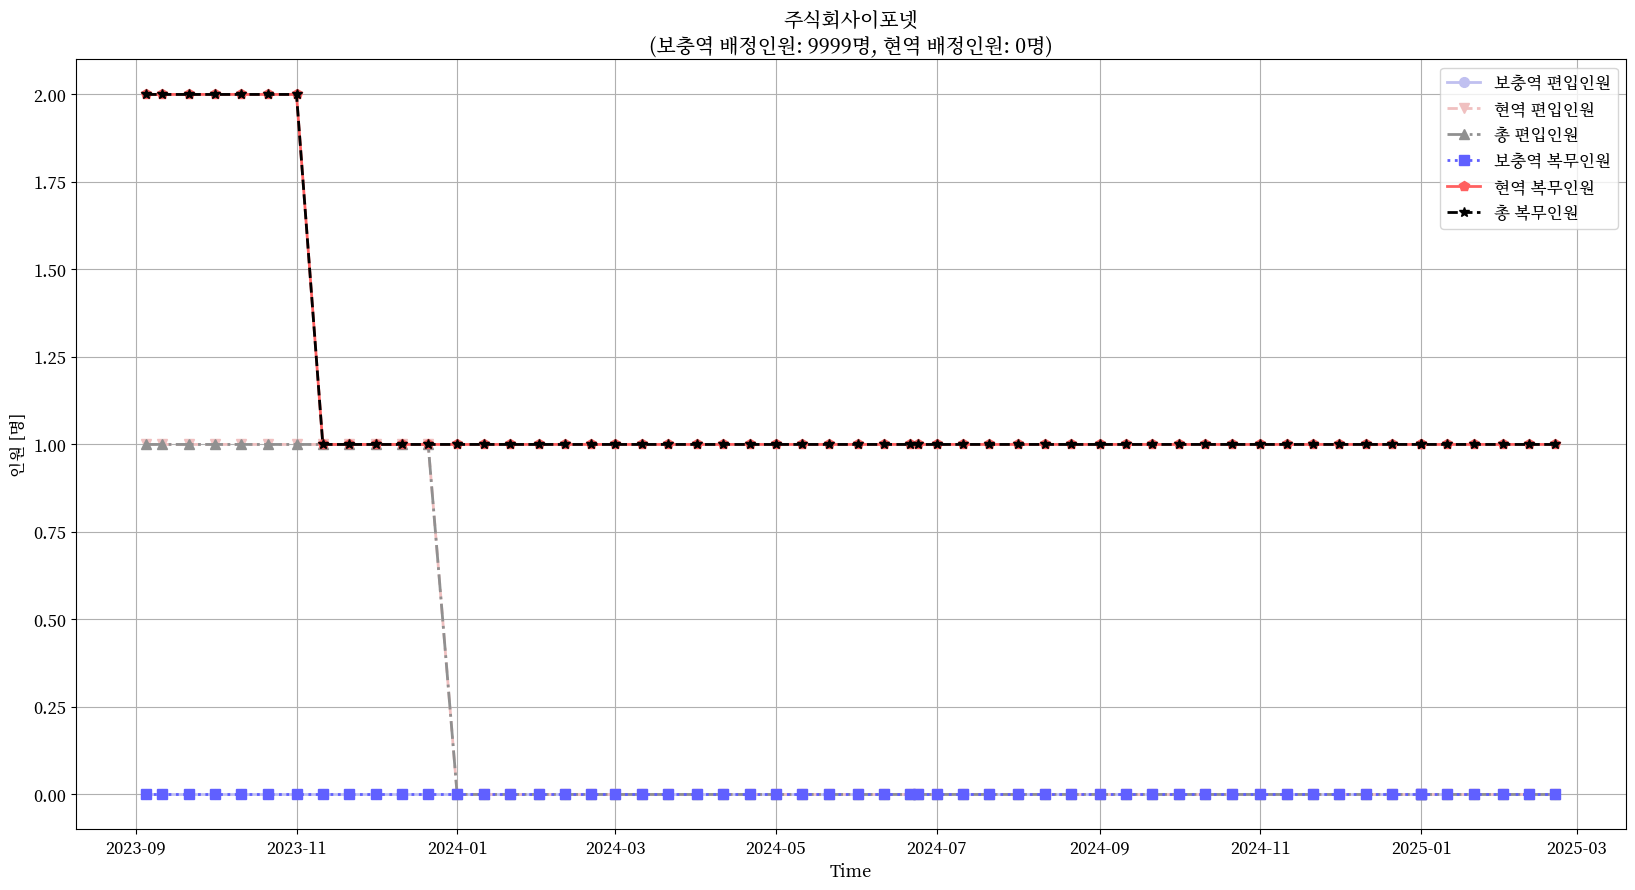 주식회사이포넷
(보충역 배정인원: 9999명, 현역 배정인원: 0명)
2.00
1.75
1.50
1.25
1.00
0.75
0.50
0.25
0.00
인원 [명]
보충역 편입인원
현역 편입인원
총 편입인원
보충역 복무인원
현역 복무인원
총 복무인원
2023-09 2023-11 2024-01 2024-03 2024-05 2024-07 2024-09 2024-11 2025-01 2025-03
Time